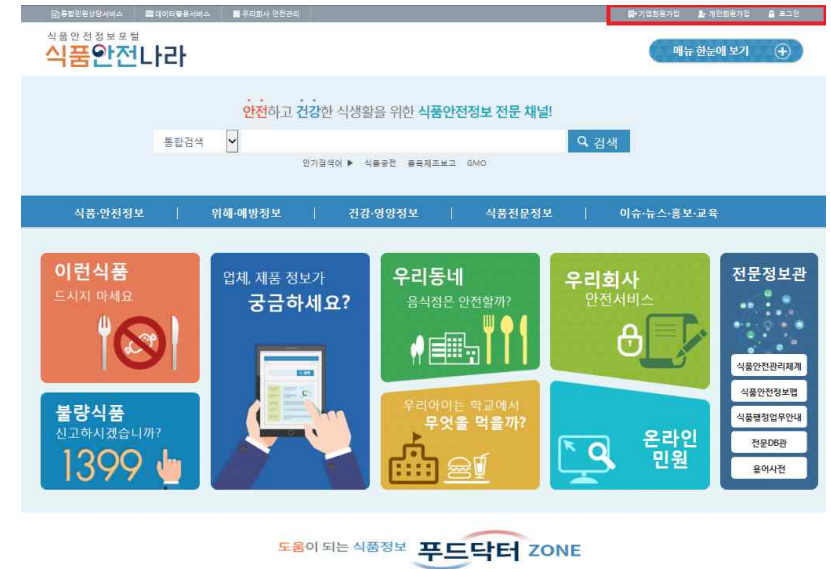 통합민원상담서비스 데이터활용서비스 우리회사 안전관리 기업회원가입 개인회원가입 로그인
식품안전정보포털
식품안전나라
메뉴 한눈에 보기
안전하고 건강한 식생활을 위한 식품안전정보 전문 채널!
통합검색 검색
인기검색어 ▶ 식품공전 품목제조보고 GMO
식품·안전정보 | 위해·예방정보 | 건강·영양정보 | 식품전문정보 | 이슈·뉴스·홍보·교육
이런식품
드시지 마세요
업체, 제품 정보가
궁금하세요?
우리동네
음식점은 안전할까?
우리회사
안전서비스
전문정보관
식품안전관리체계
식품안전정보맵
식품행정업무안내
전문DB관
용어사전
불량식품
신고하시겠습니까?
1399
우리아이는 학교에서
무엇을 먹을까?
온라인
민원
도움이 되는 식품정보 푸드닥터 ZONE